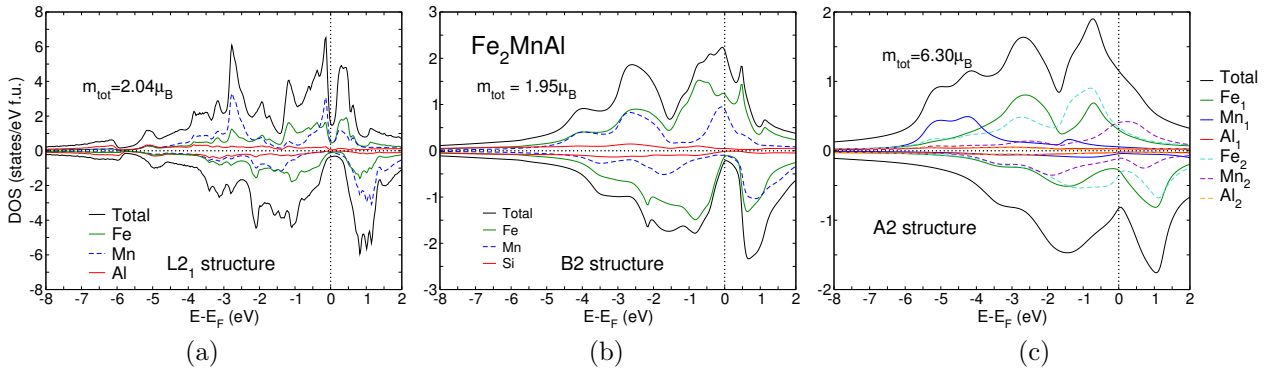 DOS (states/eV f.u.)
8
6
4
2
0
-2
-4
-6
8
m_tot=2.04μ_B
Total
Fe
Mn
Al
L2_1 structure
-8 -7 -6 -5 -4 -3 -2 -1 0 1 2
E-E_F (eV)
(a)
3
2
1
0
-1
-2
-3
Fe_2MnAl
m_tot = 1.95μ_B
Total
Fe
Mn
Si
B2 structure
-8 -7 -6 -5 -4 -3 -2 -1 0 1 2
E-E_F (eV)
(b)
2
1
0
-1
-2
m_tot=6.30μ_B
A2 structure
-8 -7 -6 -5 -4 -3 -2 -1 0 1 2
E-E_F (eV)
(c)
Total
Fe_1
Mn_1
Al_1
Fe_2
Mn_2
Al_2